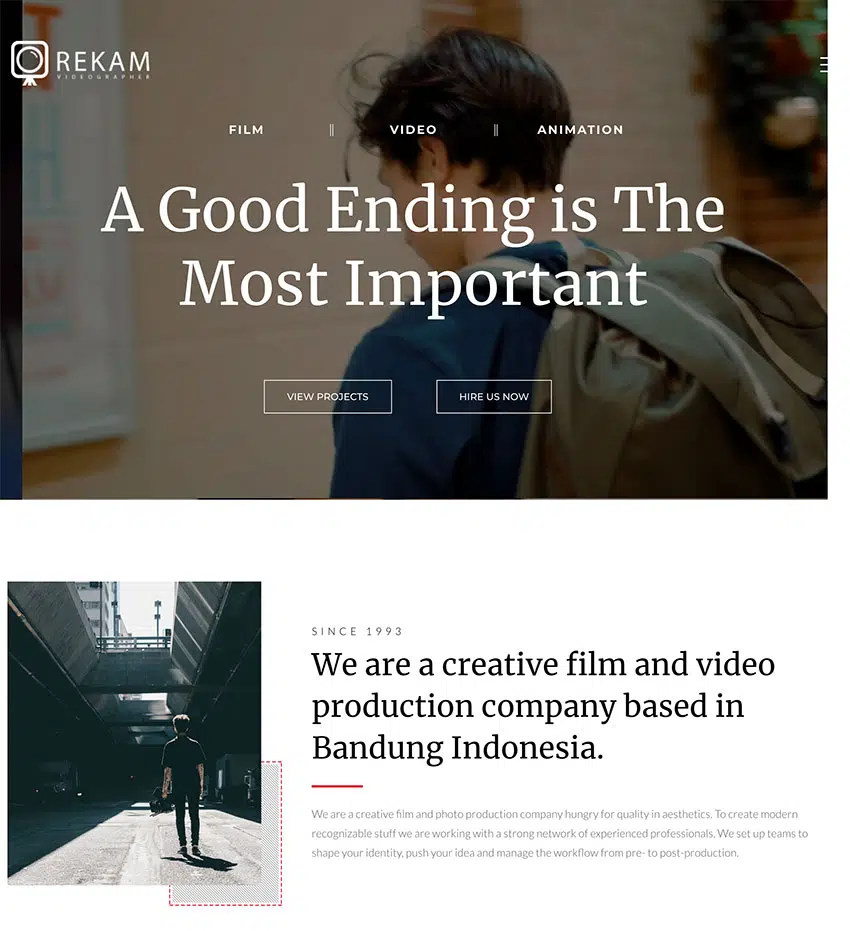 REKAM
VIDEOGRAPHER
FILM || VIDEO || ANIMATION
A Good Ending is The
Most Important
VIEW PROJECTS HIRE US NOW
SINCE 1993
We are a creative film and video
production company based in
Bandung Indonesia.
We are a creative film and photo production company hungry for quality in aesthetics. To create modern
recognizable stuff we are working with a strong network of experienced professionals. We set up teams to
shape your identity, push your idea and manage the workflow from pre- to post-production.